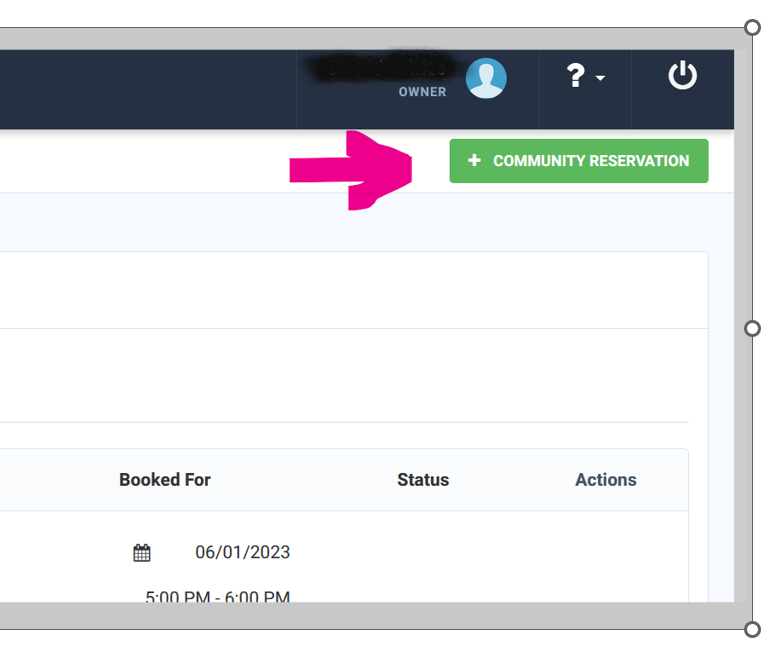 OWNER
?
+ COMMUNITY RESERVATION
Booked For Status Actions
06/01/2023
5:00 PM - 6:00 PM